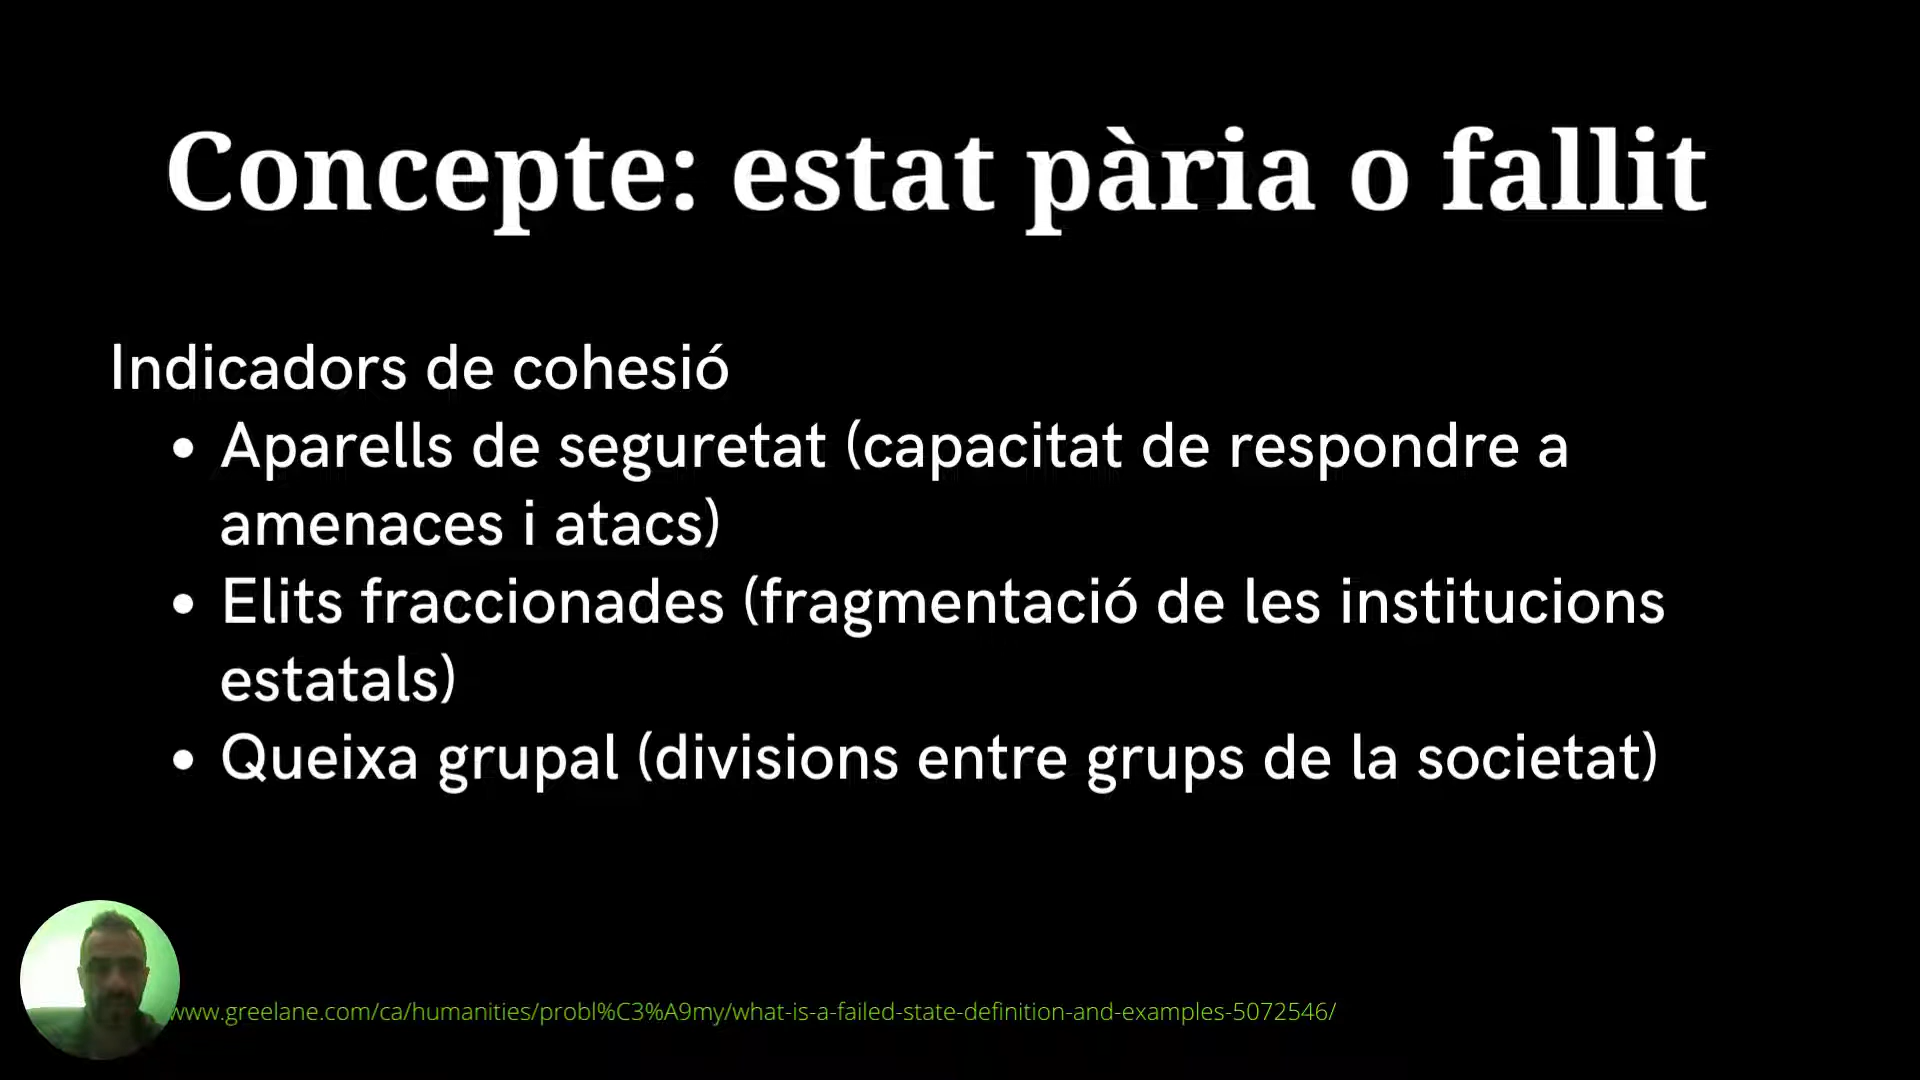 Concepte: estat pària o fallit
Indicadors de cohesió
• Aparells de seguretat (capacitat de respondre a
amenaces i atacs)
• Elits fraccionades (fragmentació de les institucions
estatals)
• Queixa grupal (divisions entre grups de la societat)
www.greelane.com/ca/humanities/probl%C3%A9my/what-is-a-failed-state-definition-and-examples-5072546/